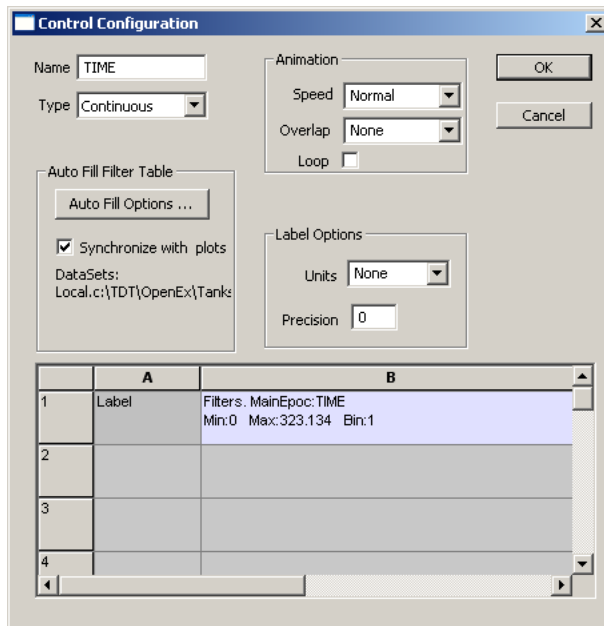 Control Configuration
Name TIME
Type Continuous
Animation
Speed Normal
Overlap None
Loop
OK
Cancel
Auto Fill Filter Table
Auto Fill Options ...
Synchronize with plots
DataSets:
Local.c:\TDT\OpenEx\Tanks
Label Options
Units None
Precision 0
A B
1 Label Filters. MainEpoc:TIME
Min:0 Max:323.134 Bin:1
2
3
4